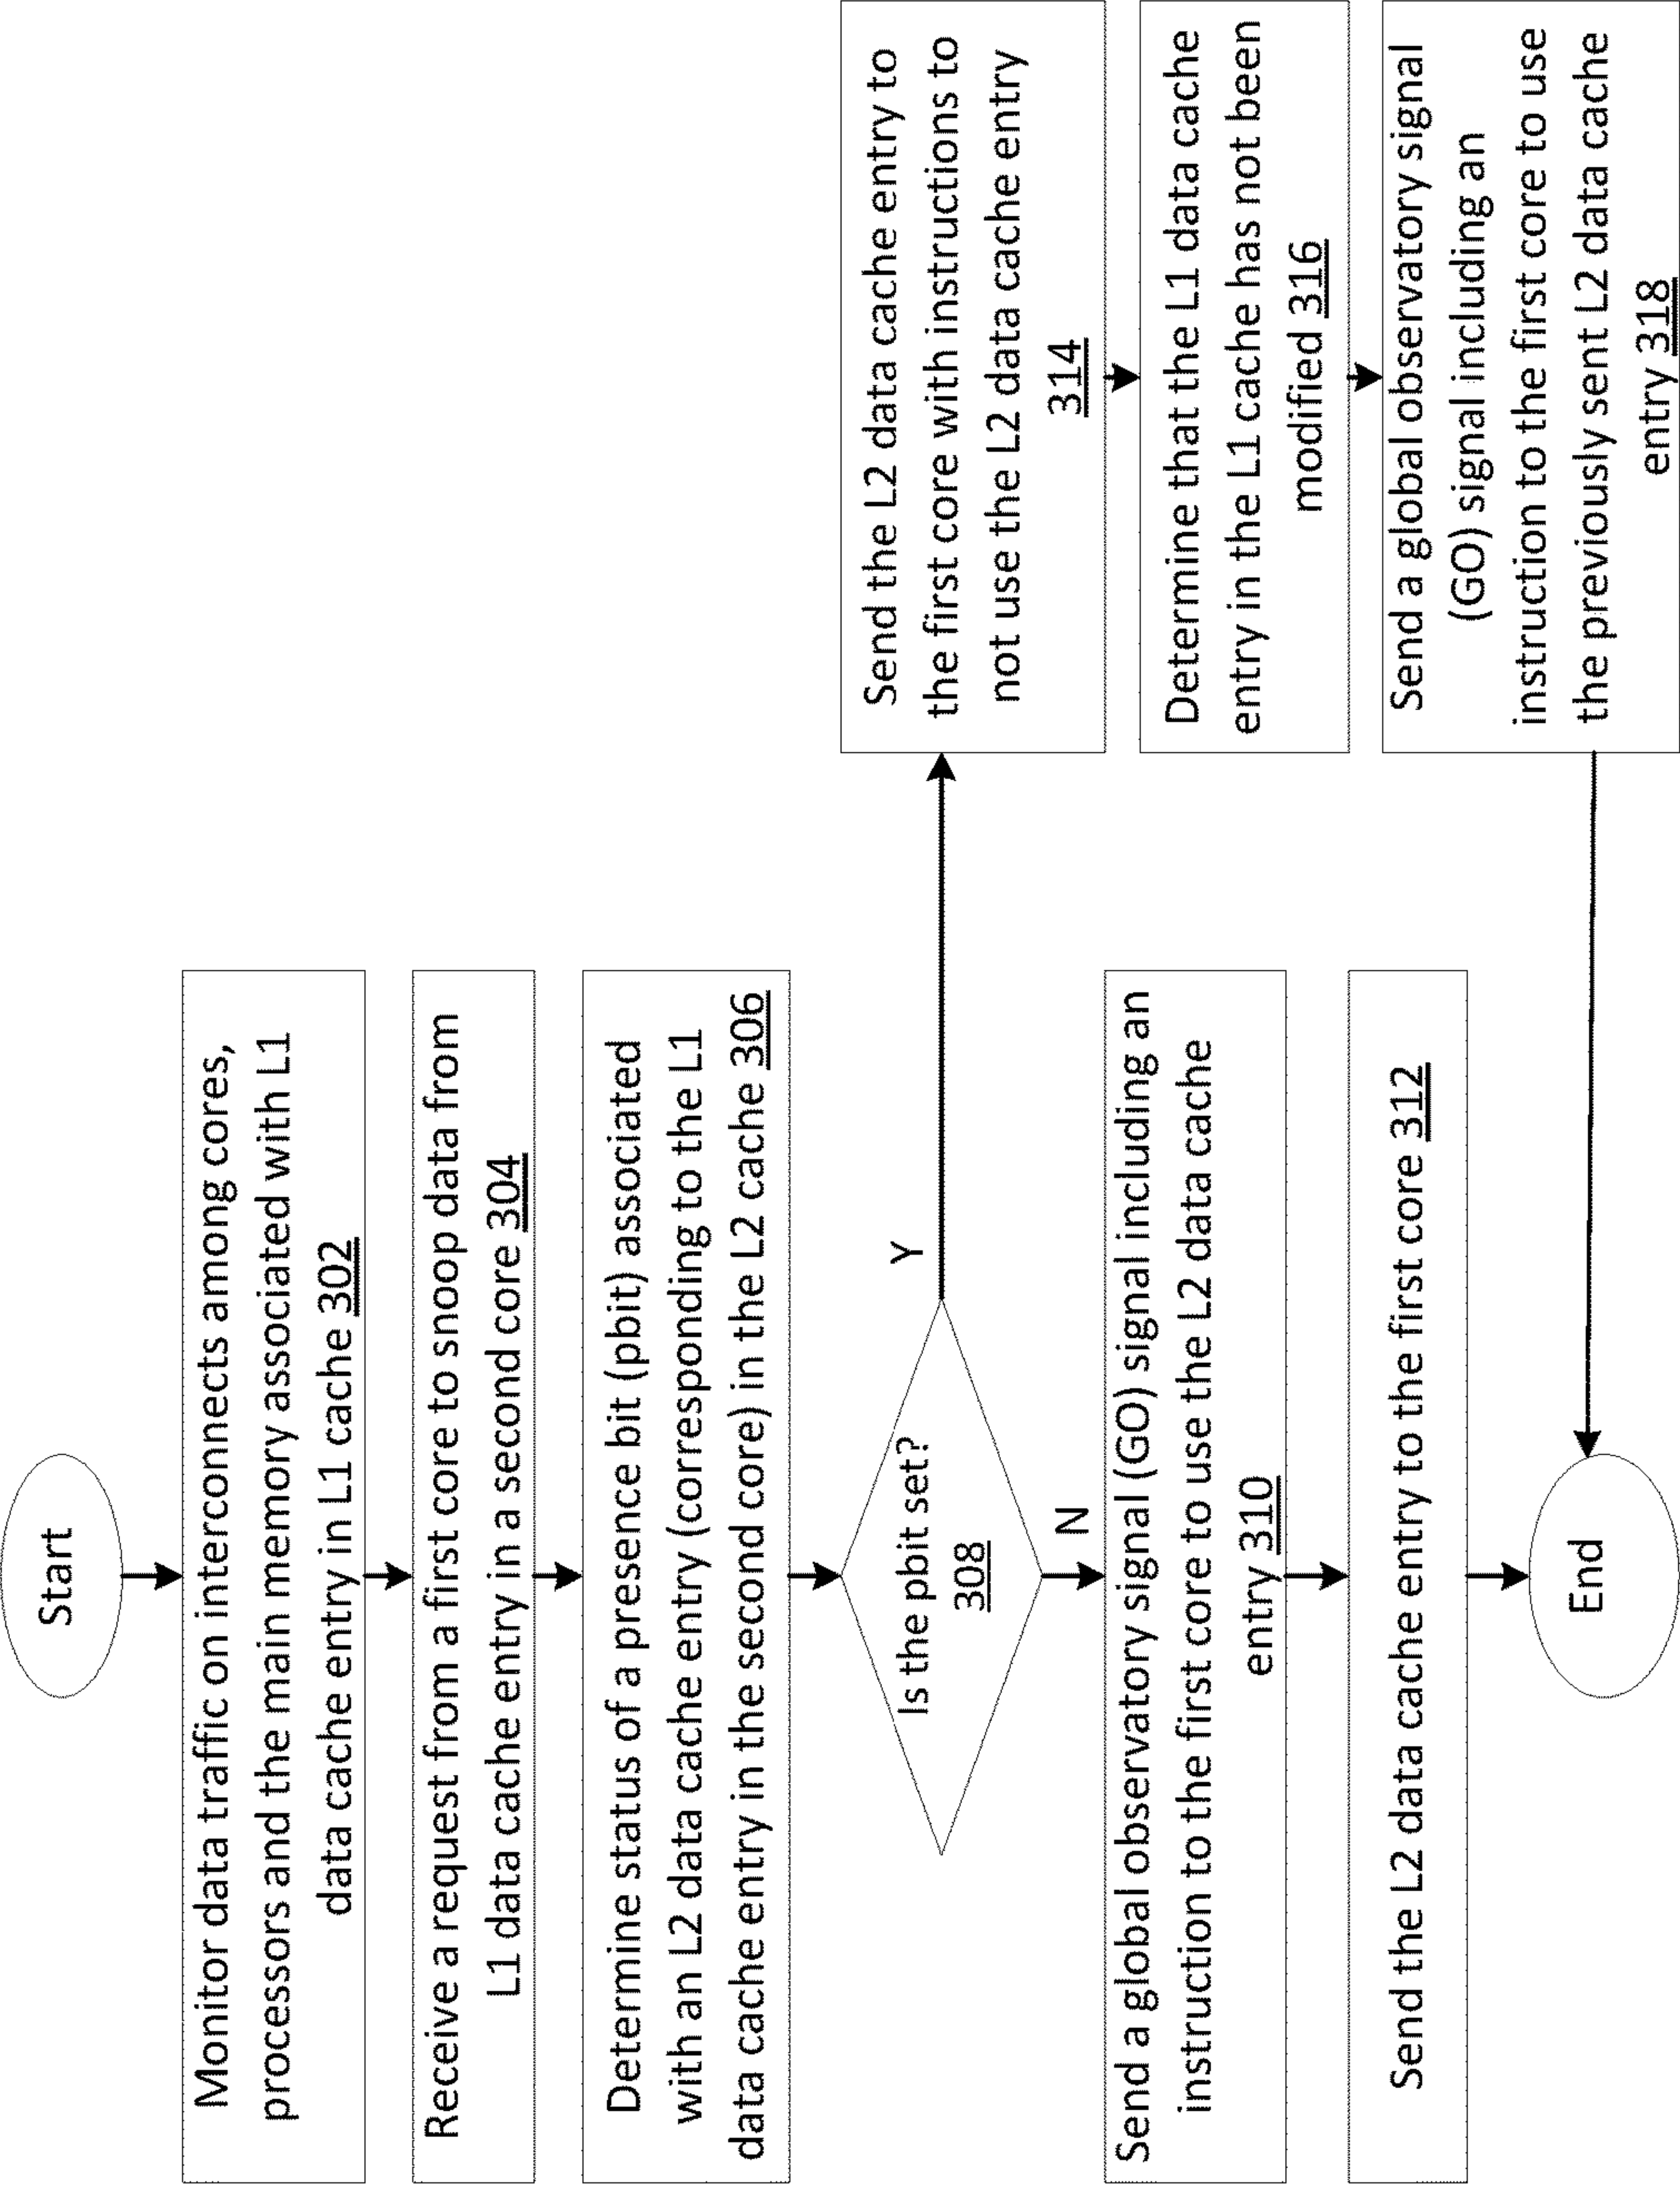 Start
Monitor data traffic on interconnects among cores,
processors and the main memory associated with L1
data cache entry in L1 cache 302
Receive a request from a first core to snoop data from
L1 data cache entry in a second core 304
Determine status of a presence bit (pbit) associated
with an L2 data cache entry (corresponding to the L1
data cache entry in the second core) in the L2 cache 306
Is the pbit set?
308
Y
N
Send a global observatory signal (GO) signal including an
instruction to the first core to use the L2 data cache
entry 310
Send the L2 data cache entry to the first core 312
End
Send the L2 data cache entry to
the first core with instructions to
not use the L2 data cache entry
314
Determine that the L1 data cache
entry in the L1 cache has not been
modified 316
Send a global observatory signal
(GO) signal including an
instruction to the first core to use
the previously sent L2 data cache
entry 318